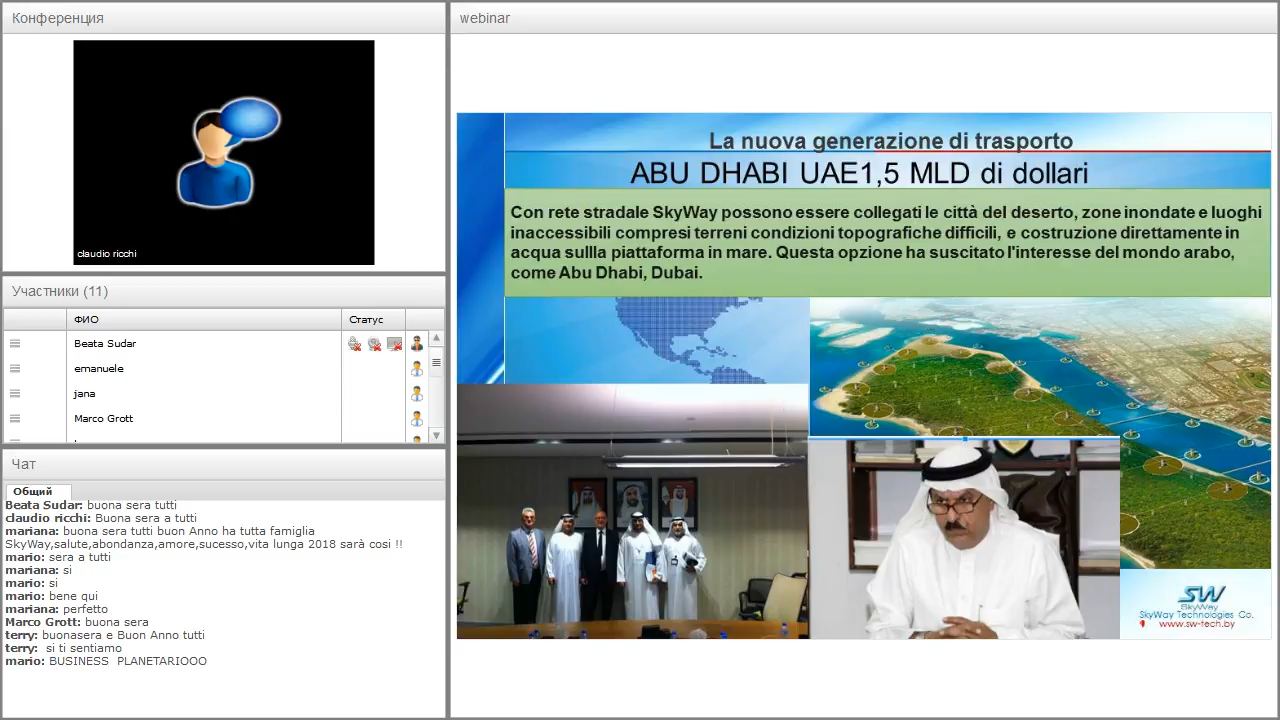 Конференция
claudio ricchi
Участники (11)
ФИО
Статус
Beata Sudar
emanuele
jana
Marco Grott
Чат
Общий
Beata Sudar: buona sera tutti
claudio ricchi: Buona sera a tutti
mariana: buona sera tutti buon Anno ha tutta famiglia
SkyWay,salute,abondanza,amore,sucesso,vita lunga 2018 sarà cosi !!
mario: sera a tutti
mariana: si
mario: si
mario: bene qui
mariana: perfetto
Marco Grott: buona sera
terry: buonasera e Buon Anno tutti
terry: si ti sentiamo
mario: BUSINESS PLANETARIOOO
webinar
La nuova generazione di trasporto
ABU DHABI UAE1,5 MLD di dollari
Con rete stradale SkyWay possono essere collegati le città del deserto, zone inondate e luoghi
inaccessibili compresi terreni condizioni topografiche difficili, e costruzione direttamente in
acqua sullla piattaforma in mare. Questa opzione ha suscitato l'interesse del mondo arabo,
come Abu Dhabi, Dubai.
SW
SkyWay
SkyWay Technologies Co.
www.sw-tech.by